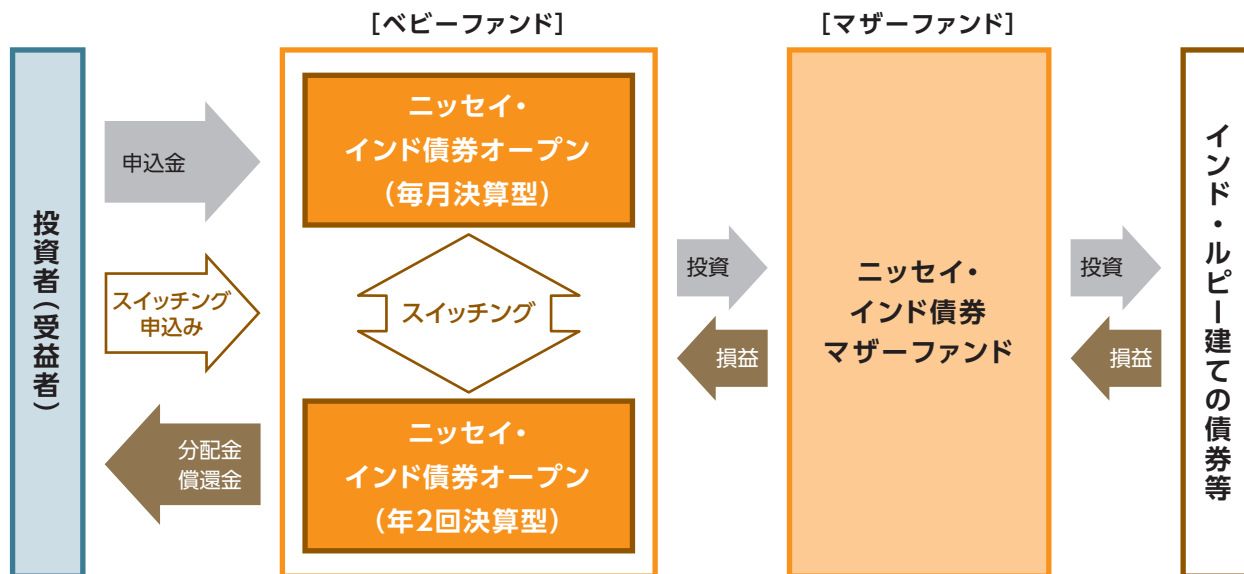 [ベビーファンド]
[マザーファンド]
投資者(受益者)
申込金
スイッチング
申込み
分配金
償還金
ニッセイ・
インド債券オープン
(毎月決算型)
スイッチング
ニッセイ・
インド債券オープン
(年2回決算型)
投資
損益
ニッセイ・
インド債券
マザーファンド
投資
損益
インド・ルピー建ての債券等